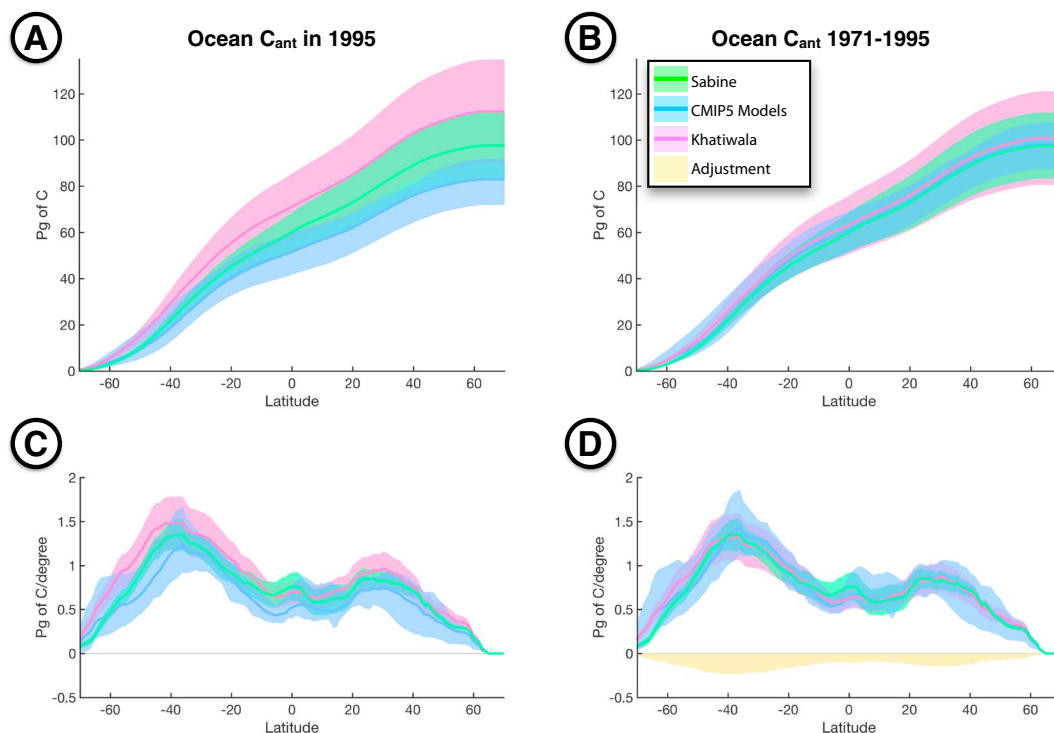 A
Ocean Cant in 1995
Pg of C
120
100
80
60
40
20
0
-60 -40 -20 0 20 40 60
Latitude
B
Ocean Cant 1971-1995
Sabine
CMIP5 Models
Khatiwala
Adjustment
Pg of C
120
100
80
60
40
20
0
-60 -40 -20 0 20 40 60
Latitude
C
Pg of C/degree
2
1.5
1
0.5
0
-0.5
-60 -40 -20 0 20 40 60
Latitude
D
Pg of C/degree
2
1.5
1
0.5
0
-0.5
-60 -40 -20 0 20 40 60
Latitude